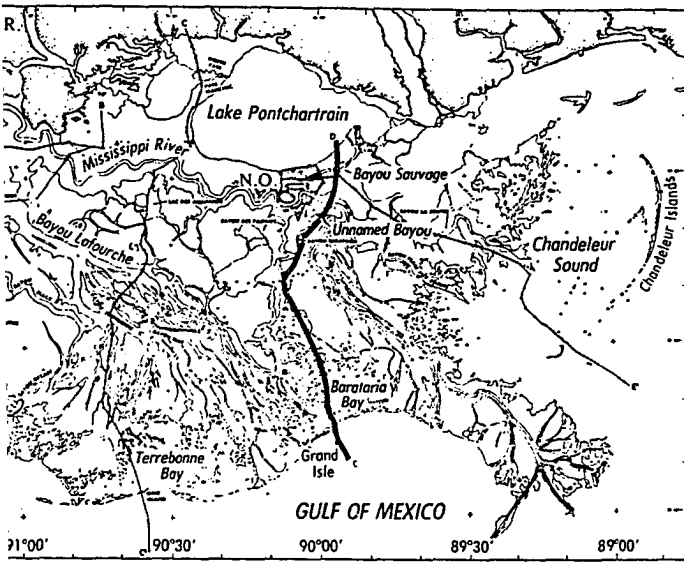 R.
C
Lake Pontchartrain
D
Mississippi River
N.O.
Bayou Sauvage
Unnamed Bayou
Bayou Lafourche
Chandeleur
Sound
Chandeleur Islands
Barataria
Bay
Terrebonne
Bay
Grand
Isle
C
GULF OF MEXICO
91°00'
90°30'
90°00'
89°30'
89°00'